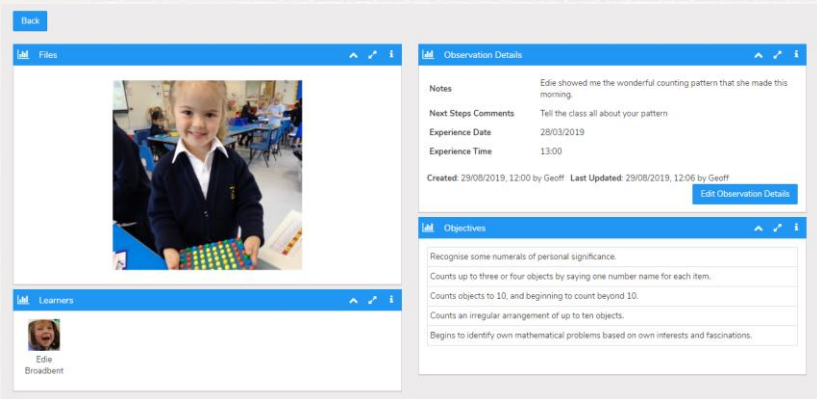 Back
Files
Learners
Edie
Broadbent
Observation Details
Notes
Edie showed me the wonderful counting pattern that she made this
morning.
Next Steps Comments
Tell the class all about your pattern
Experience Date
28/03/2019
Experience Time
13:00
Created: 29/08/2019, 12:00 by Geoff Last Updated: 29/08/2019, 12:06 by Geoff
Edit Observation Details
Objectives
Recognise some numerals of personal significance.
Counts up to three or four objects by saying one number name for each item.
Counts objects to 10, and beginning to count beyond 10.
Counts an irregular arrangement of up to ten objects.
Begins to identify own mathematical problems based on own interests and fascinations.